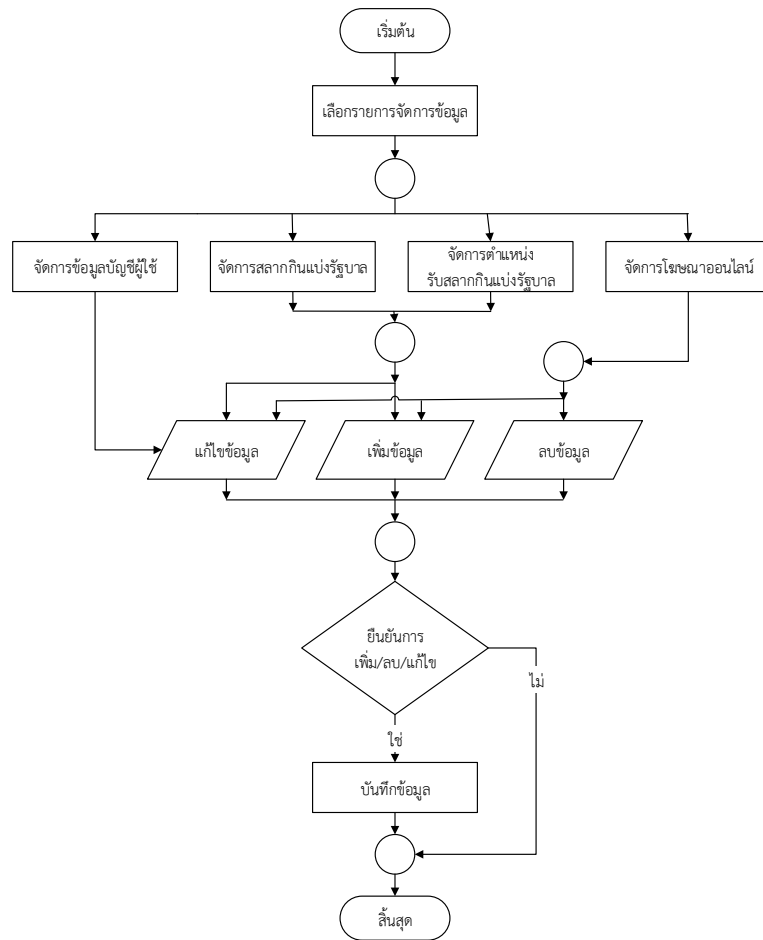 เริ่มต้น
เลือกรายการจัดการข้อมูล
จัดการข้อมูลบัญชีผู้ใช้
จัดการสลากกินแบ่งรัฐบาล
จัดการตำแหน่ง
รับสลากกินแบ่งรัฐบาล
จัดการโฆษณาออนไลน์
แก้ไขข้อมูล
เพิ่มข้อมูล
ลบข้อมูล
ยืนยันการ
เพิ่ม/ลบ/แก้ไข
ไม่
ใช่
บันทึกข้อมูล
สิ้นสุด